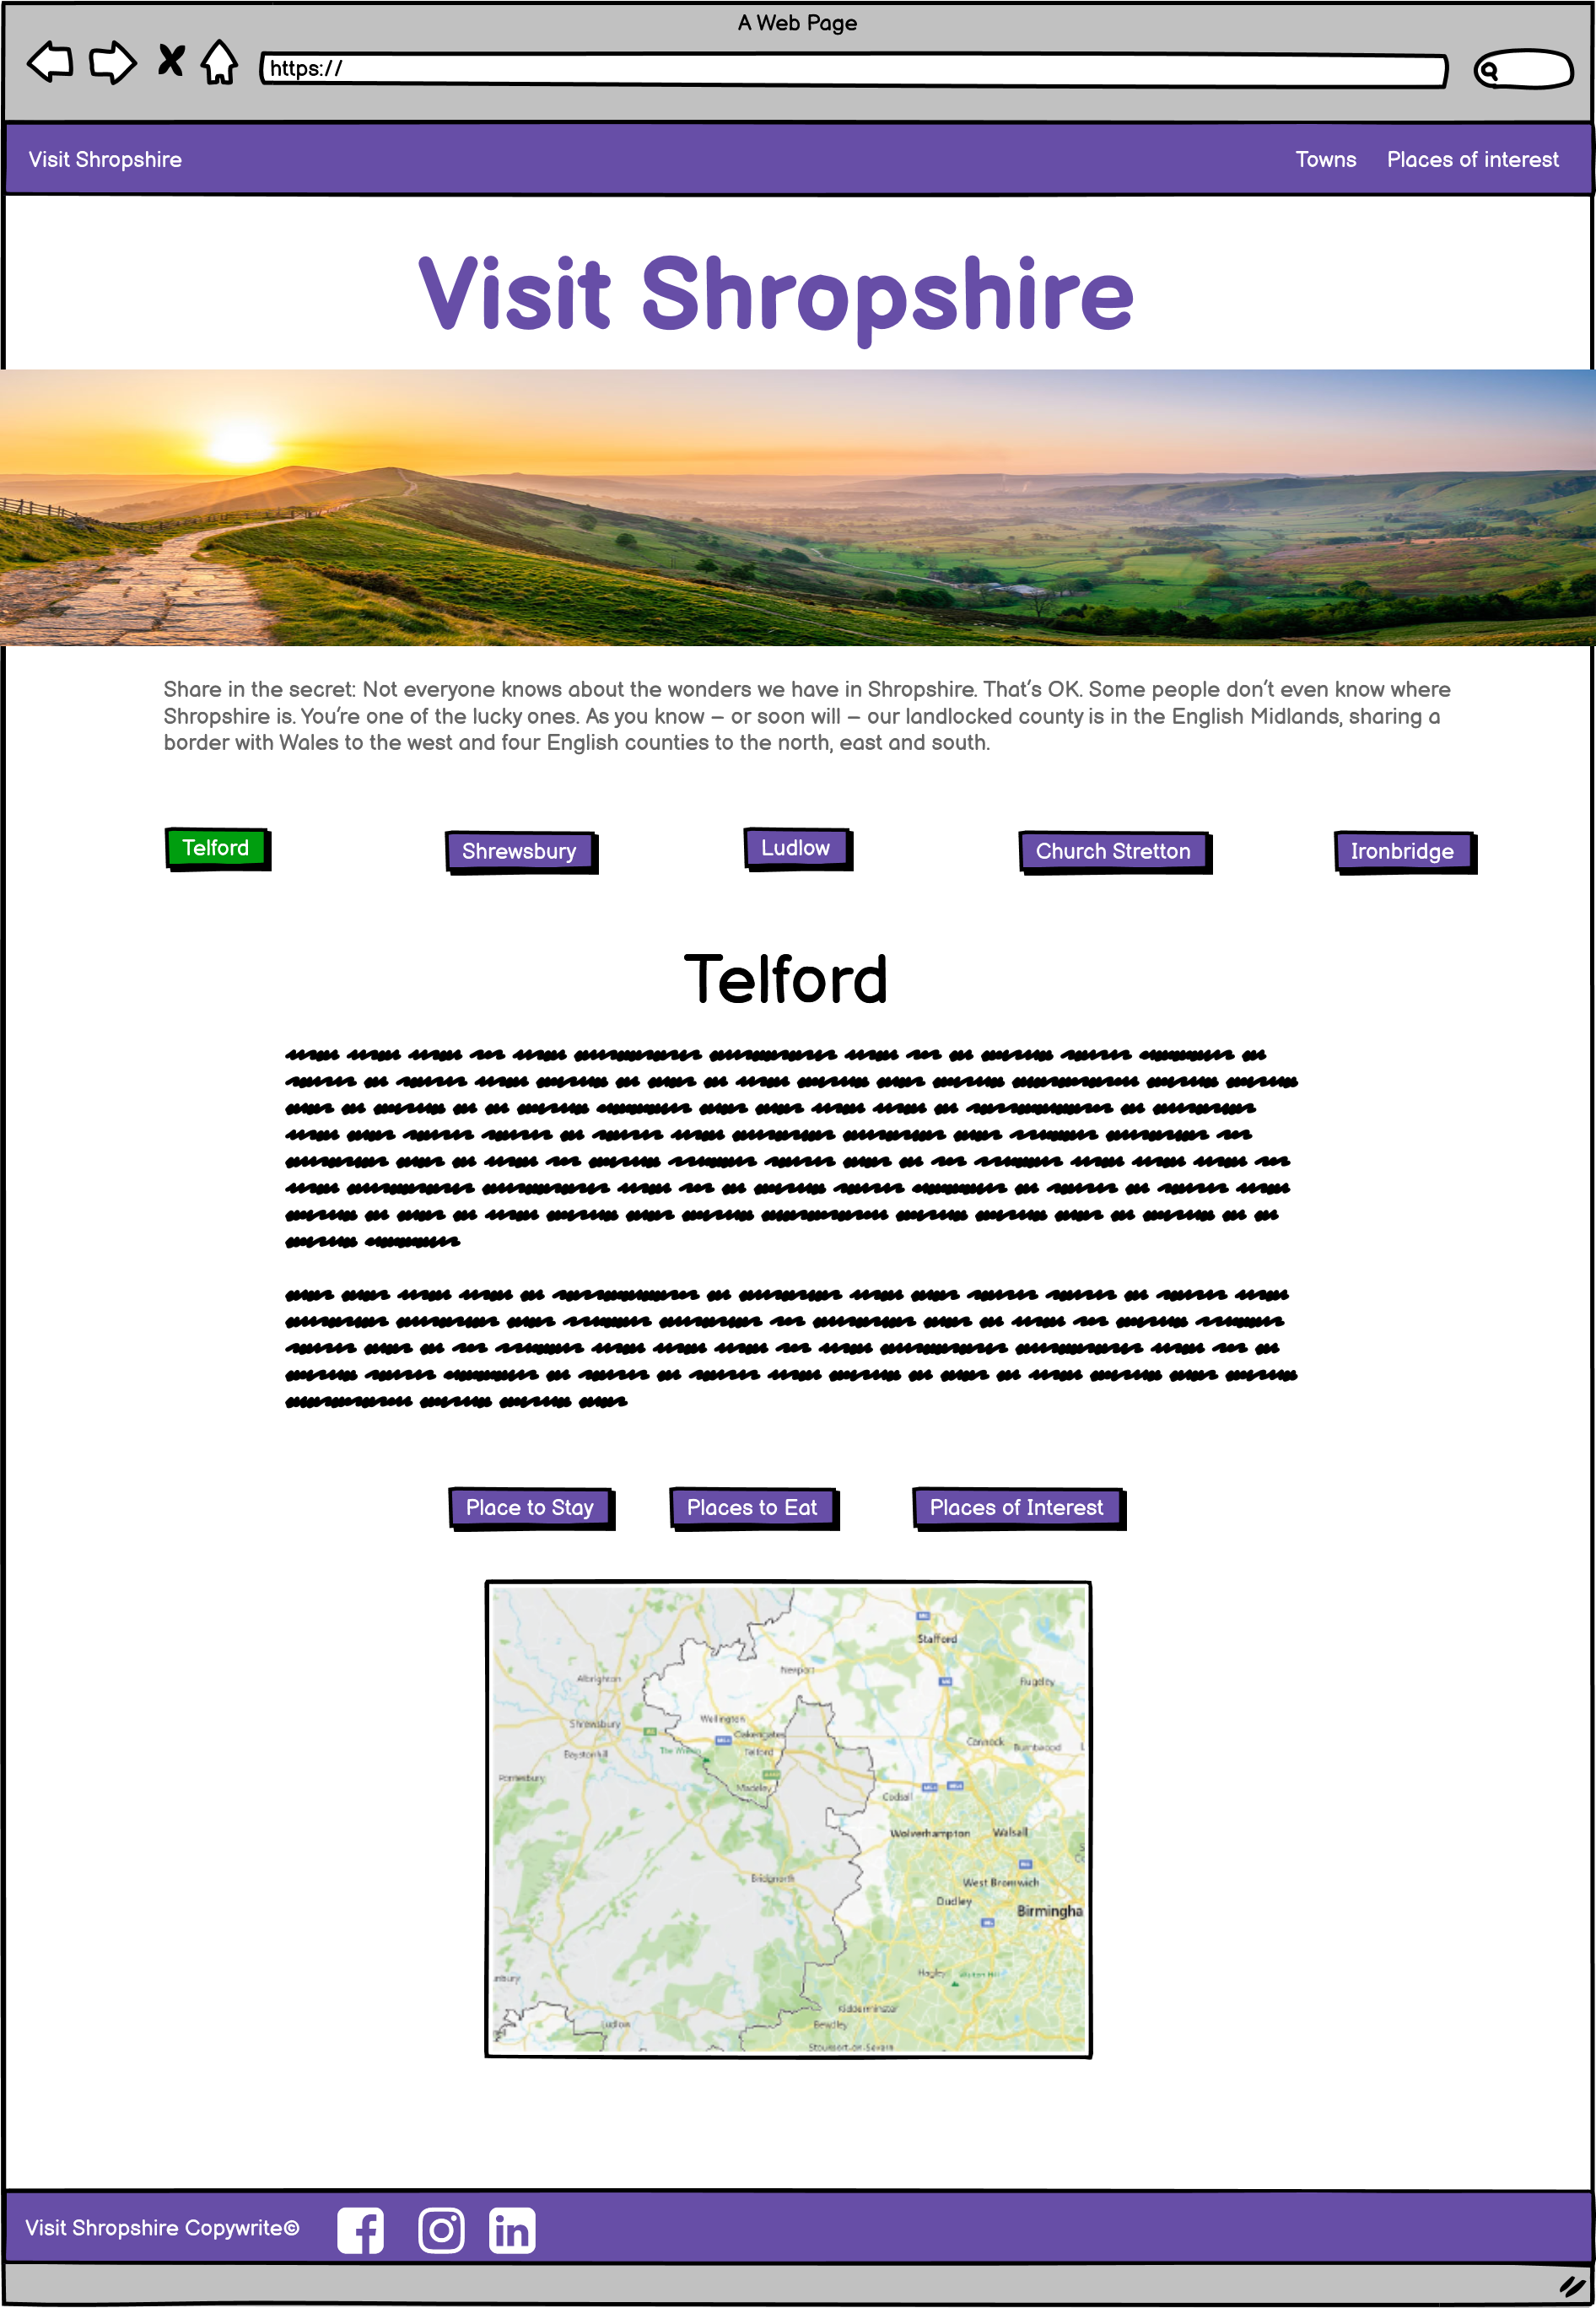 A Web Page
https://
Visit Shropshire
Towns
Places of interest
Visit Shropshire
Share in the secret: Not everyone knows about the wonders we have in Shropshire. That's OK. Some people don't even know where
Shropshire is. You're one of the lucky ones. As you know – or soon will – our landlocked county is in the English Midlands, sharing a
border with Wales to the west and four English counties to the north, east and south.
Telford
Shrewsbury
Ludlow
Church Stretton
Ironbridge
Telford
Place to Stay
Places to Eat
Places of Interest
Stafford
Newport
Albrighton
Rugeley
Wellington
Shrewsbury
Oakengates
Cannock
Burntwood
Bayston Hill
The Wrekin
Telford
Pontesbury
Madeley
Codsall
Wolverhampton
Walsall
Bridgnorth
West Bromwich
Dudley
Birmingha
Hagley
Kidderminster
Ludlow
Bewdley
Stourport-on-Severn
Visit Shropshire Copywrite©
in